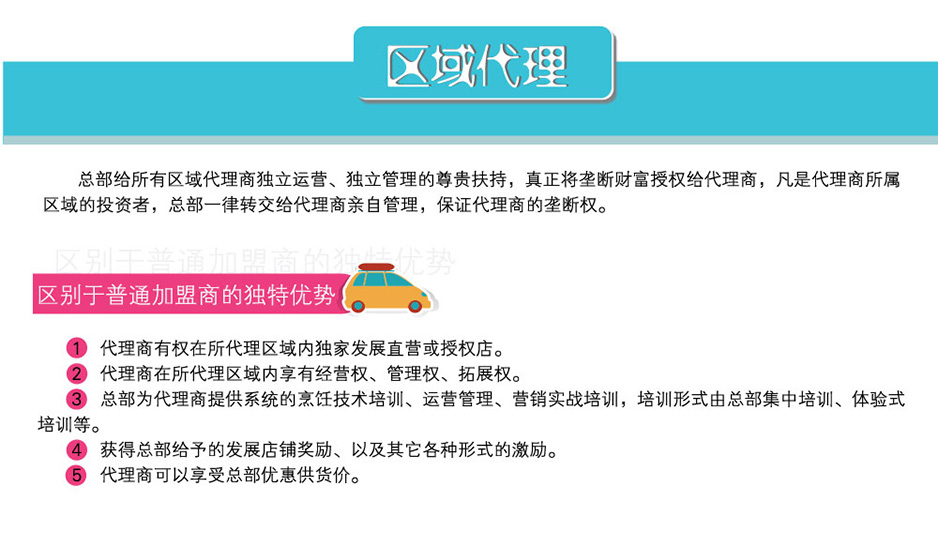 区域代理
总部给所有区域代理商独立运营、独立管理的尊贵扶持，真正将垄断财富授权给代理商，凡是代理商所属
区域的投资者，总部一律转交给代理商亲自管理，保证代理商的垄断权。
区别于普通加盟商的独特优势
区别于普通加盟商的独特优势
1 代理商有权在所代理区域内独家发展直营或授权店。
2 代理商在所代理区域内享有经营权、管理权、拓展权。
3 总部为代理商提供系统的烹饪技术培训、运营管理、营销实战培训，培训形式由总部集中培训、体验式
培训等。
4 获得总部给予的发展店铺奖励、以及其它各种形式的激励。
5 代理商可以享受总部优惠供货价。